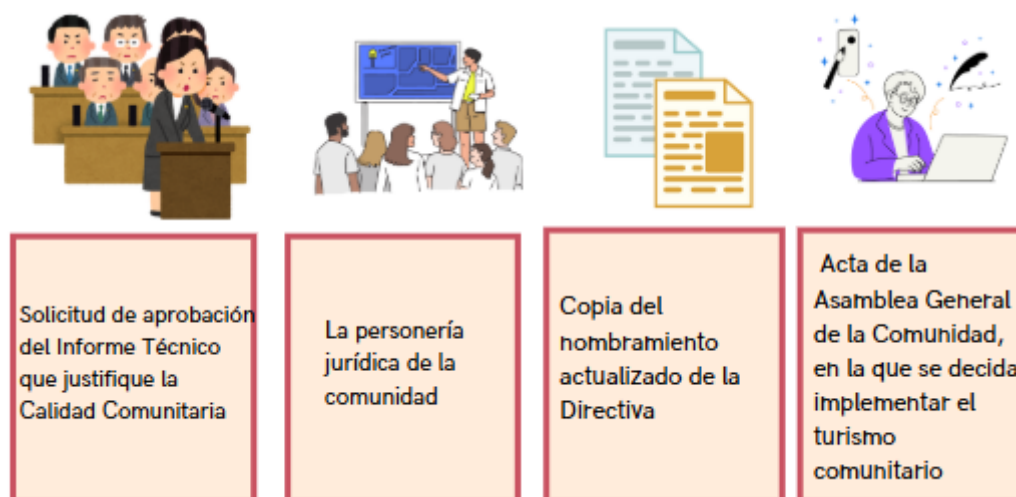 Solicitud de aprobación
del Informe Técnico
que justifique la
Calidad Comunitaria
La personería
jurídica de la
comunidad
Copia del
nombramiento
actualizado de la
Directiva
Acta de la
Asamblea General
de la Comunidad,
en la que se decida
implementar el
turismo
comunitario